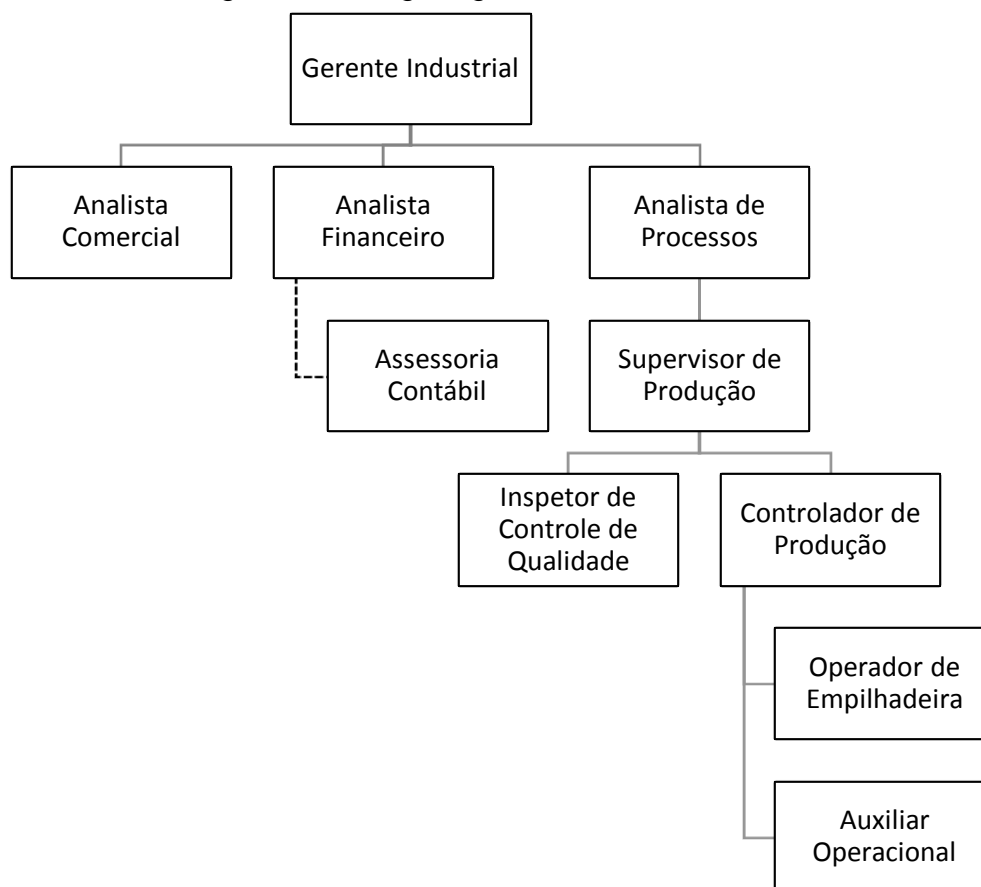 Gerente Industrial
Analista
Comercial
Analista
Financeiro
Analista de
Processos
Assessoria
Contábil
Supervisor de
Produção
Inspetor de
Controle de
Qualidade
Controlador de
Produção
Operador de
Empilhadeira
Auxiliar
Operacional